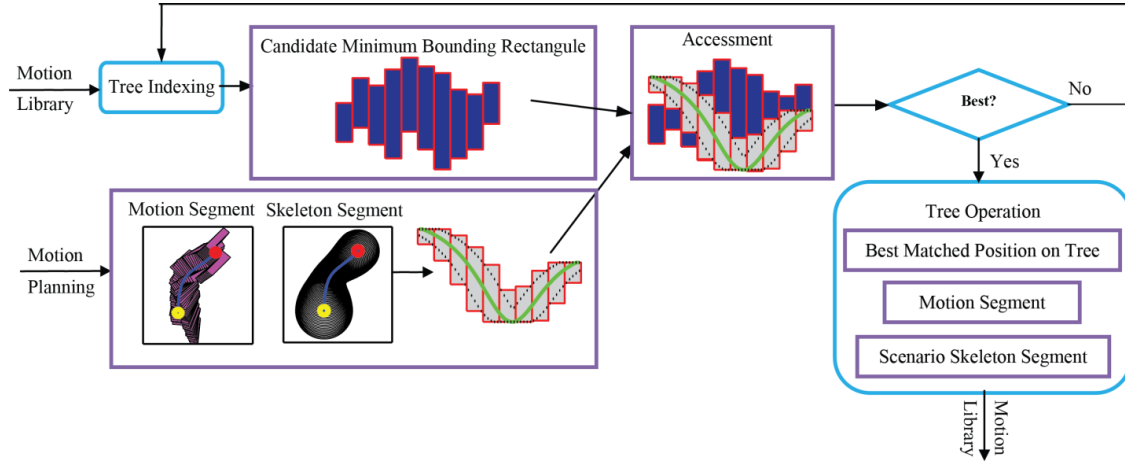 Motion
Library
Tree Indexing
Candidate Minimum Bounding Rectangule
Accessment
Best?
No
Yes
Motion
Planning
Motion Segment
Skeleton Segment
Tree Operation
Best Matched Position on Tree
Motion Segment
Scenario Skeleton Segment
Motion
Library